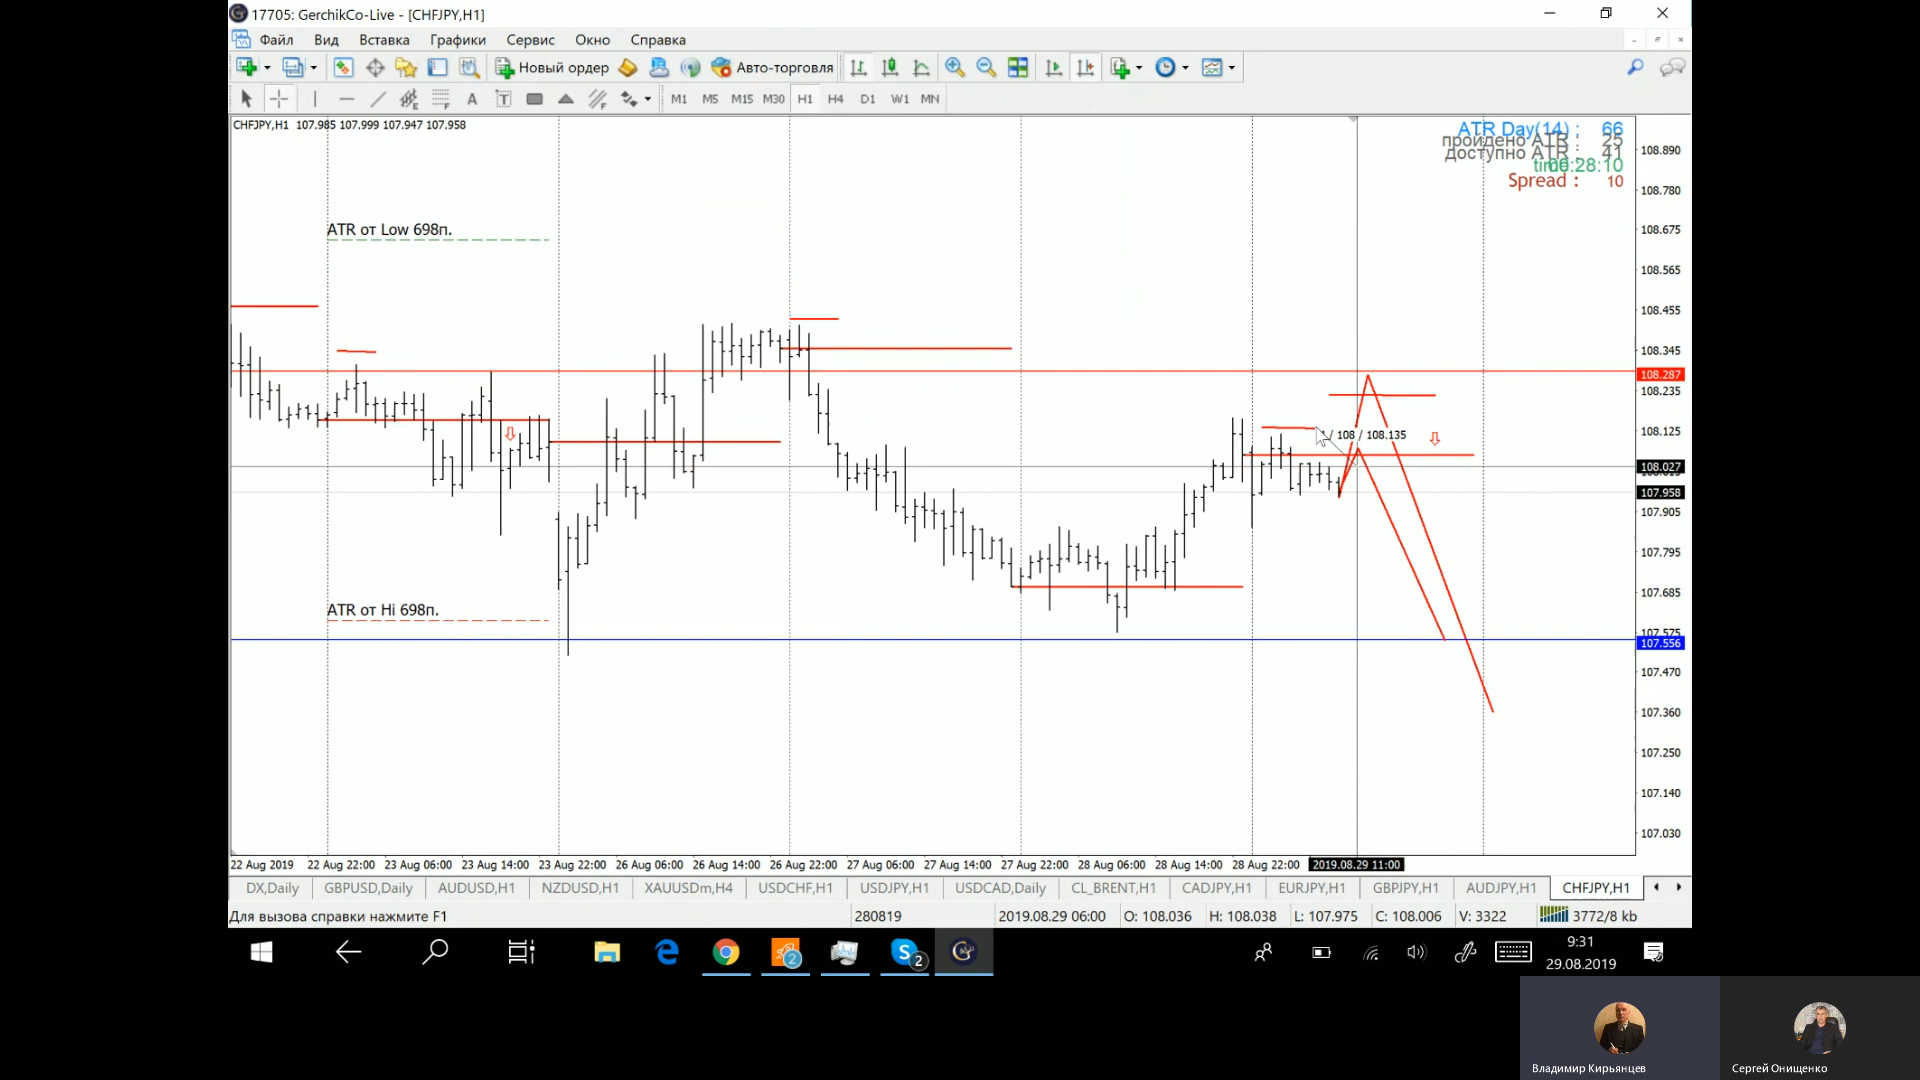 17705: GerchikCo-Live - [CHFJPY,H1]
Файл Вид Вставка Графики Сервис Окно Справка
Новый ордер Авто-торговля
M1 M5 M15 M30 H1 H4 D1 W1 MN
CHFJPY,H1 107.985 107.999 107.947 107.958
ATR Day(14) : 66
пройдено ATR : 25
доступно ATR : 41
Spread : 10
ATR от Low 698п.
ATR от Hi 698п.
108 / 108.135
108.890
108.780
108.675
108.565
108.455
108.345
108.287
108.235
108.125
108.027
107.958
107.905
107.795
107.685
107.575
107.556
107.470
107.360
107.250
107.140
107.030
22 Aug 2019 22 Aug 22:00 23 Aug 06:00 23 Aug 14:00 23 Aug 22:00 26 Aug 06:00 26 Aug 14:00 26 Aug 22:00 27 Aug 06:00 27 Aug 14:00 27 Aug 22:00 28 Aug 06:00 28 Aug 14:00 28 Aug 22:00 2019.08.29 11:00
DX,Daily GBPUSD,Daily AUDUSD,H1 NZDUSD,H1 XAUUSDm,H4 USDCHF,H1 USDJPY,H1 USDCAD,Daily CL_BRENT,H1 CADJPY,H1 EURJPY,H1 GBPJPY,H1 AUDJPY,H1 CHFJPY,H1
Для вызова справки нажмите F1 280819 2019.08.29 06:00 O: 108.036 H: 108.038 L: 107.975 C: 108.006 V: 3322 3772/8 kb
2 2
9:31
29.08.2019
Владимир Кирьянцев Сергей Онищенко